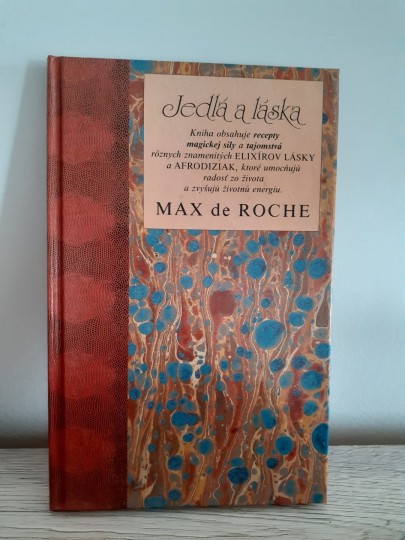 Jedlá a láska
Kniha obsahuje recepty
magickej sily a tajomstvá
rôznych znamenitých ELIXÍROV LÁSKY
a AFRODIZIAK, ktoré umocňujú
radosť zo života
a zvyšujú životnú energiu.
MAX de ROCHE